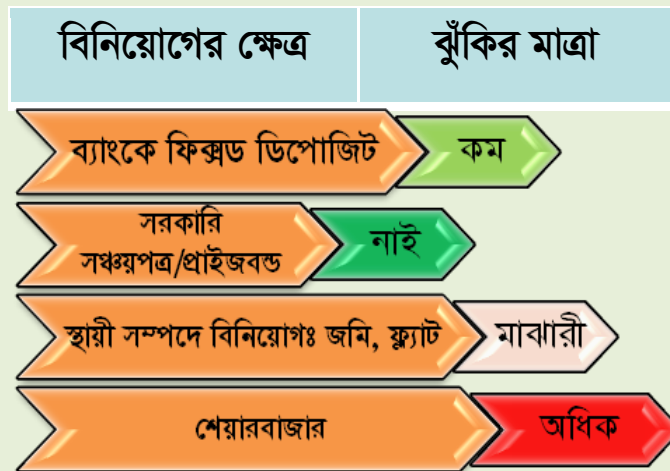 বিনিয়োগের ক্ষেত্র ঝুঁকির মাত্রা
ব্যাংকে ফিক্সড ডিপোজিট কম
সরকারি
সঞ্চয়পত্র/প্রাইজবন্ড নাই
স্থায়ী সম্পদে বিনিয়োগঃ জমি, ফ্ল্যাট মাঝারী
শেয়ারবাজার অধিক